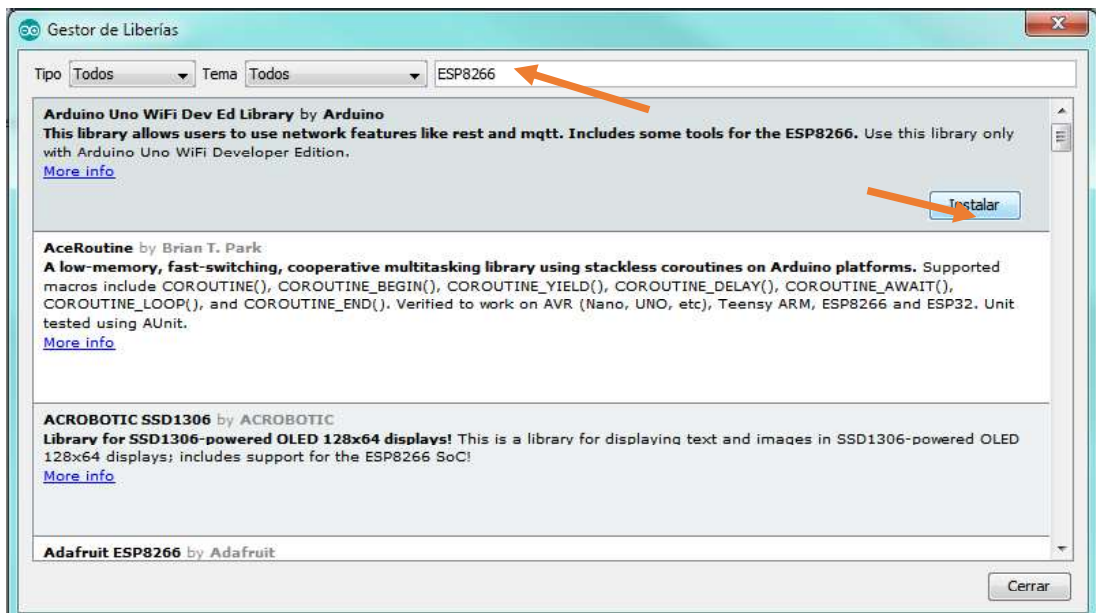 Gestor de Liberías
Tipo Todos Tema Todos ESP8266
Arduino Uno WiFi Dev Ed Library by Arduino
This library allows users to use network features like rest and mqtt. Includes some tools for the ESP8266. Use this library only
with Arduino Uno WiFi Developer Edition.
More info
Instalar
AceRoutine by Brian T. Park
A low-memory, fast-switching, cooperative multitasking library using stackless coroutines on Arduino platforms. Supported
macros include COROUTINE(), COROUTINE_BEGIN(), COROUTINE_YIELD(), COROUTINE_DELAY(), COROUTINE_AWAIT(),
COROUTINE_LOOP(), and COROUTINE_END(). Verified to work on AVR (Nano, UNO, etc), Teensy ARM, ESP8266 and ESP32. Unit
tested using AUnit.
More info
ACROBOTIC SSD1306 by ACROBOTIC
Library for SSD1306-powered OLED 128x64 displays! This is a library for displaying text and images in SSD1306-powered OLED
128x64 displays; includes support for the ESP8266 SoC!
More info
Adafruit ESP8266 by Adafruit
Cerrar